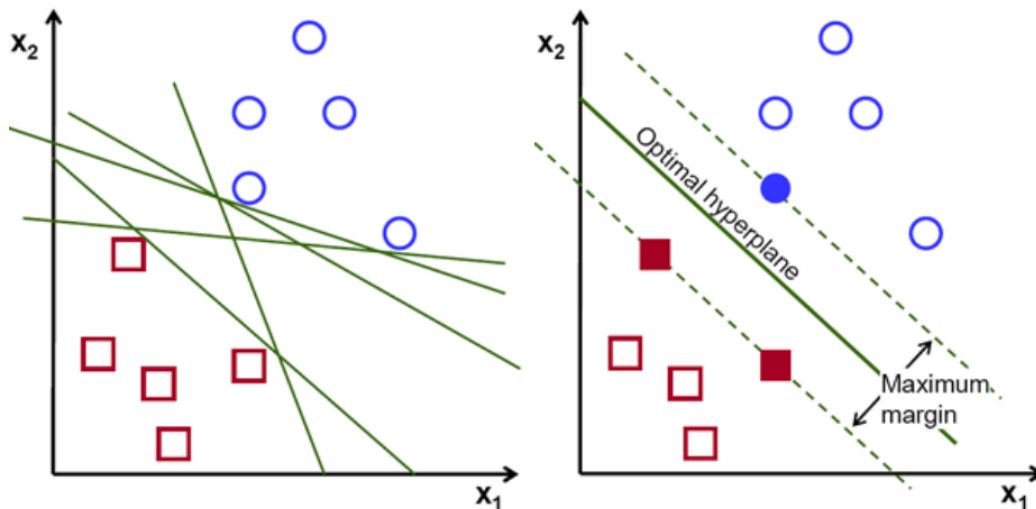 x₂
x₁
x₂
Optimal hyperplane
Maximum
margin
x₁